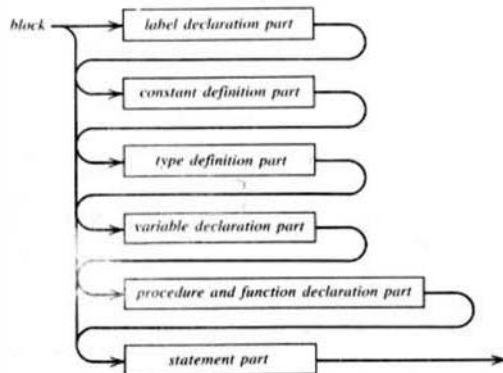 block
label declaration part
constant definition part
type definition part
variable declaration part
procedure and function declaration part
statement part